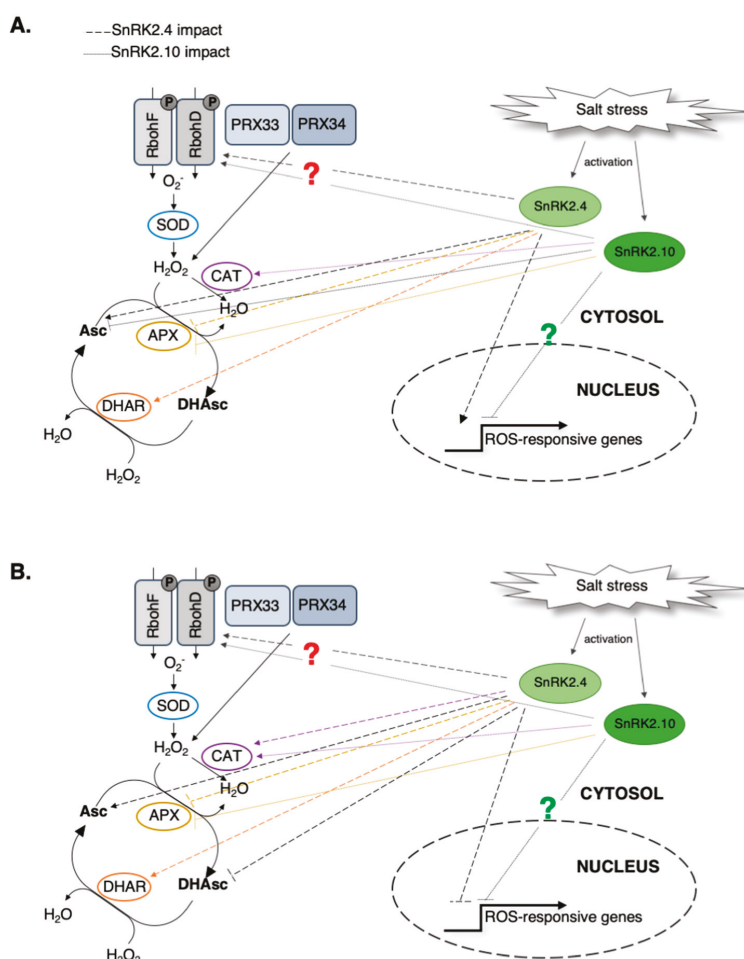 A.
SnRK2.4 impact
SnRK2.10 impact
P
P
RbohF
RbohD
PRX33
PRX34
Salt stress
activation
?
O₂⁻
SnRK2.4
SOD
SnRK2.10
H₂O₂
CAT
H₂O
CYTOSOL
Asc
APX
?
NUCLEUS
DHAR
DHAsc
H₂O
ROS-responsive genes
H₂O₂
B.
P
P
RbohF
RbohD
PRX33
PRX34
Salt stress
activation
?
O₂⁻
SnRK2.4
SOD
SnRK2.10
H₂O₂
CAT
H₂O
CYTOSOL
Asc
APX
?
NUCLEUS
DHAR
DHAsc
H₂O
ROS-responsive genes
H₂O₂